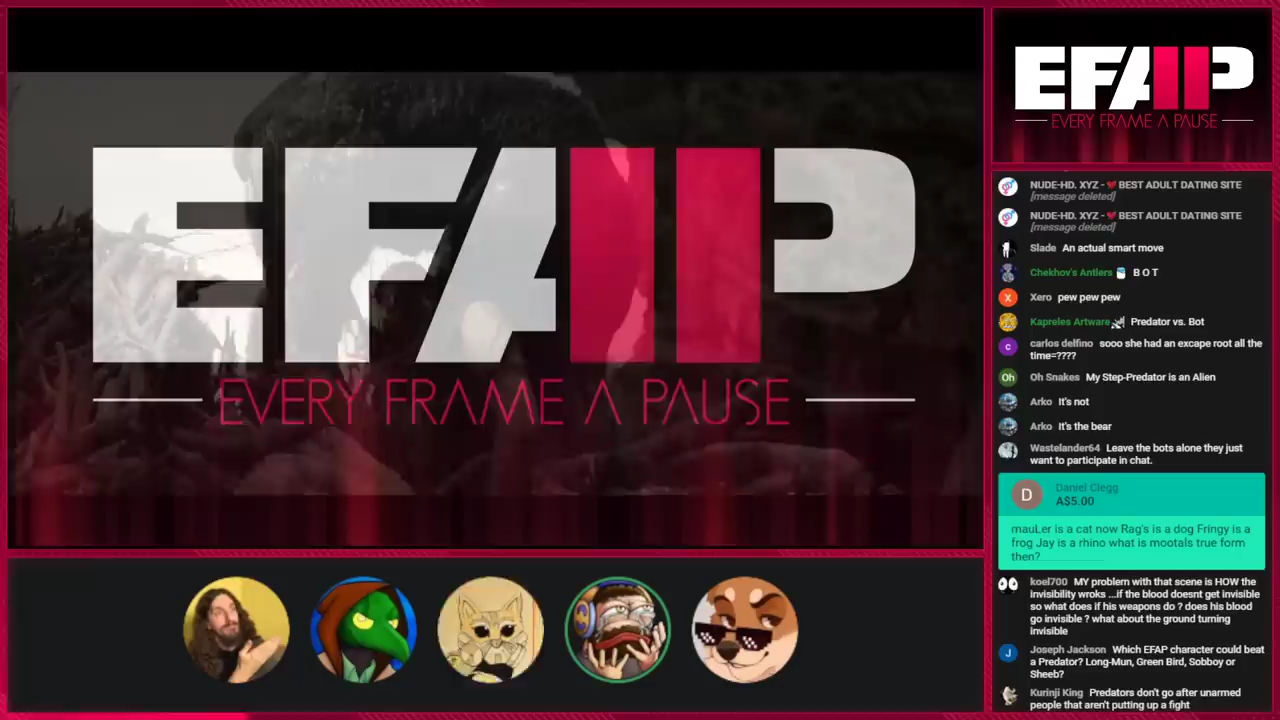 EFAP
EVERY FRAME A PAUSE
EFAP
EVERY FRAME A PAUSE
NUDE-HD. XYZ - BEST ADULT DATING SITE
[message deleted]
NUDE-HD. XYZ - BEST ADULT DATING SITE
[message deleted]
Slade An actual smart move
Chekhov's Antlers B O T
X
Xero pew pew pew
Kapreles Artware Predator vs. Bot
c
carlos delfino sooo she had an excape root all the
time=????
Oh
Oh Snakes My Step-Predator is an Alien
Arko It's not
Arko It's the bear
Wastelander64 Leave the bots alone they just
want to participate in chat.
D
Daniel Clegg
A$5.00
mauLer is a cat now Rag's is a dog Fringy is a
frog Jay is a rhino what is mootals true form
then?
koel700 MY problem with that scene is HOW the
invisibility wroks ...if the blood doesnt get invisible
so what does if his weapons do ? does his blood
go invisible ? what about the ground turning
invisible
J
Joseph Jackson Which EFAP character could beat
a Predator? Long-Mun, Green Bird, Sobboy or
Sheeb?
Kurinji King Predators don't go after unarmed
people that aren't putting up a fight